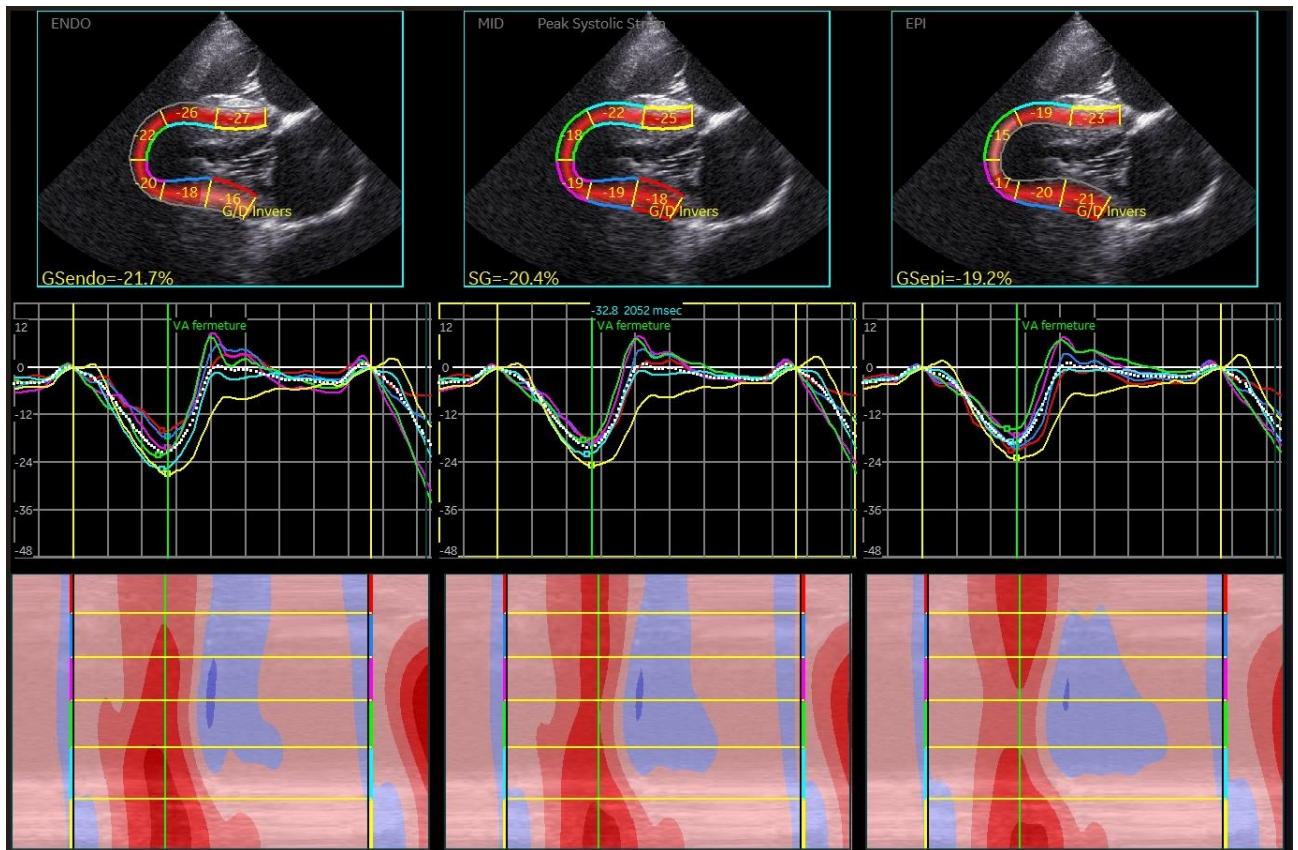 ENDO
-26
-27
-22
-20
-18
-16
G/D Invers
GSendo=-21.7%
MID Peak Systolic Strain
-22
-25
-18
-19
-19
-18
G/D Invers
SG=-20.4%
EPI
-19
-23
-15
-17
-20
-21
G/D Invers
GSepi=-19.2%
VA fermeture
12
0
-12
-24
-36
-48
-32.8 2052 msec
VA fermeture
12
0
-12
-24
-36
-48
VA fermeture
12
0
-12
-24
-36
-48